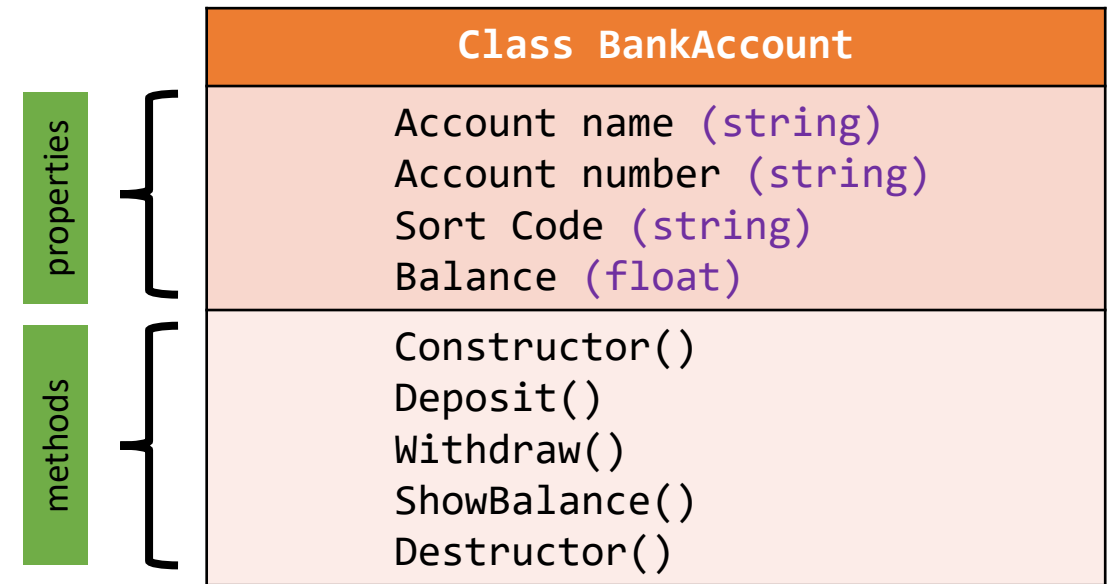 Class BankAccount
properties
Account name (string)
Account number (string)
Sort Code (string)
Balance (float)
methods
Constructor()
Deposit()
Withdraw()
ShowBalance()
Destructor()